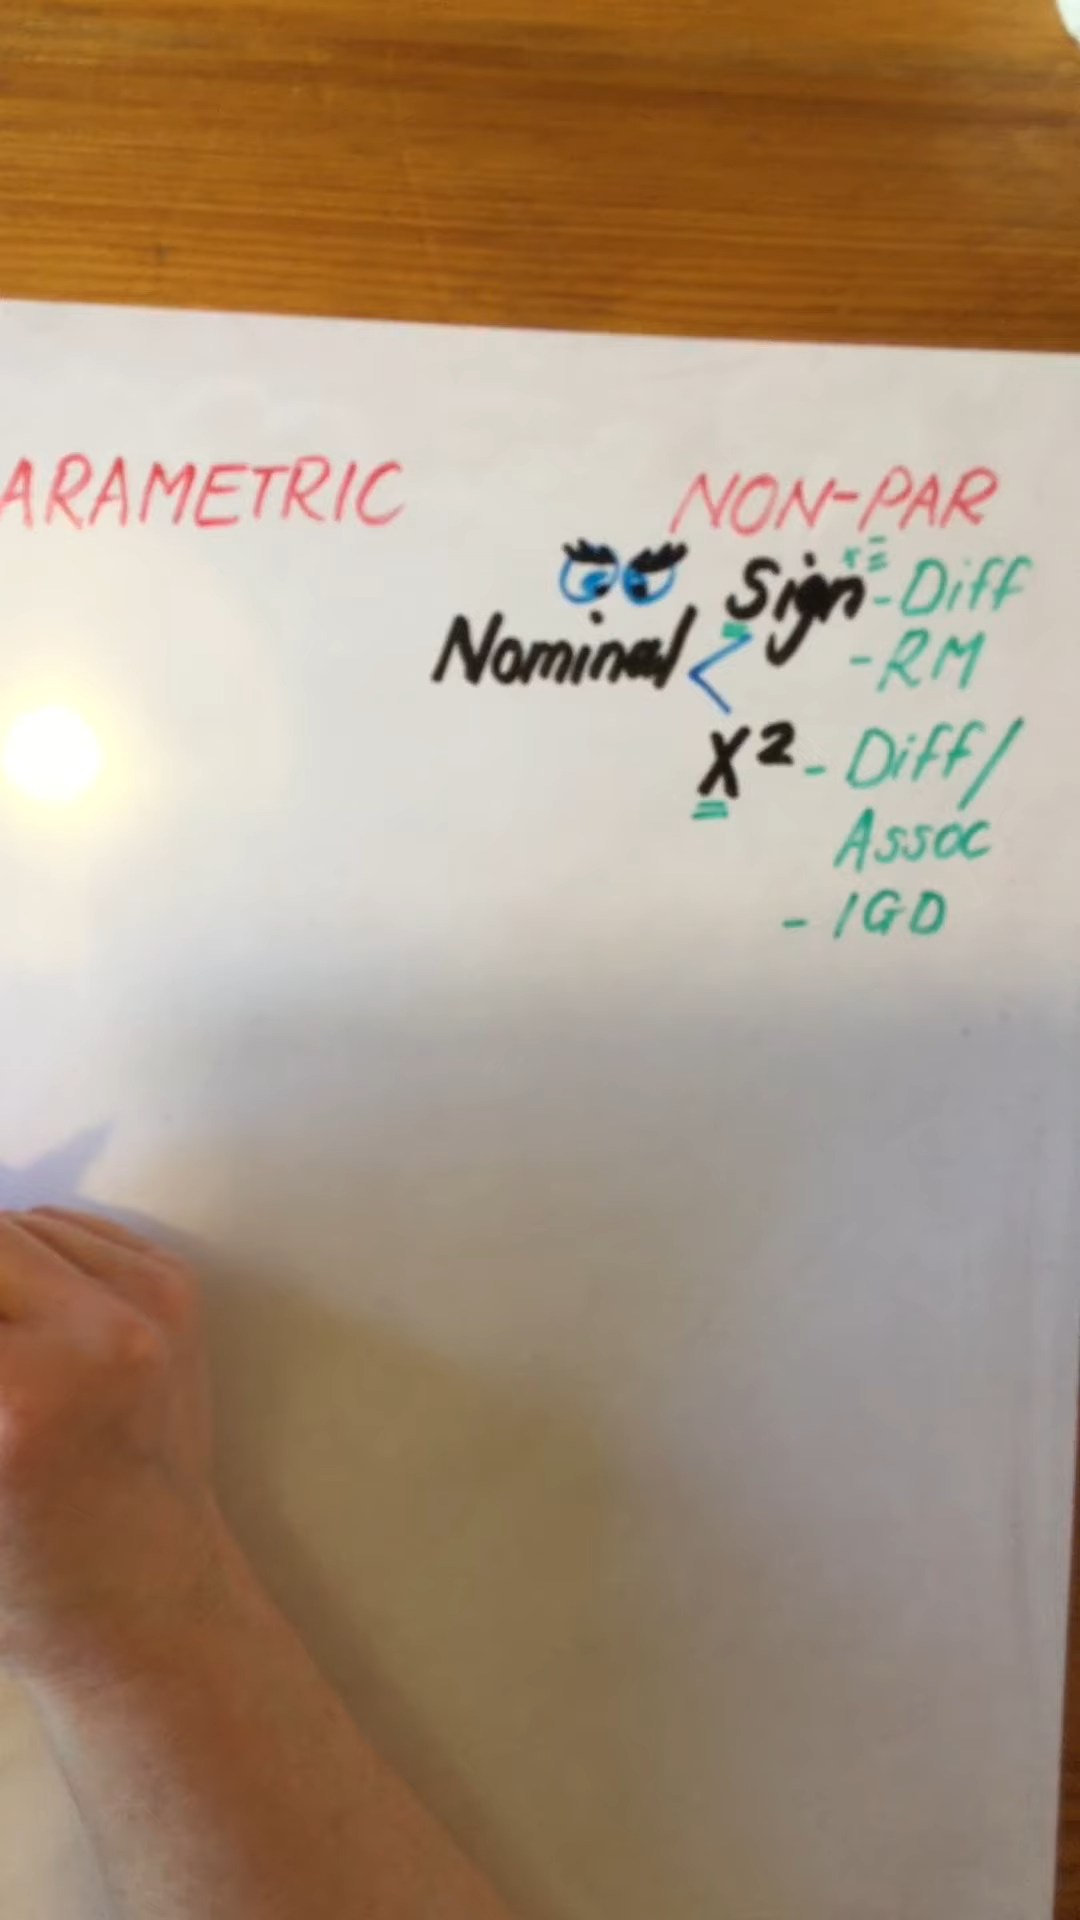 ARAMETRIC NON-PAR
Sign - Diff
Nominal - RM
X² - Diff/
Assoc
- IGD